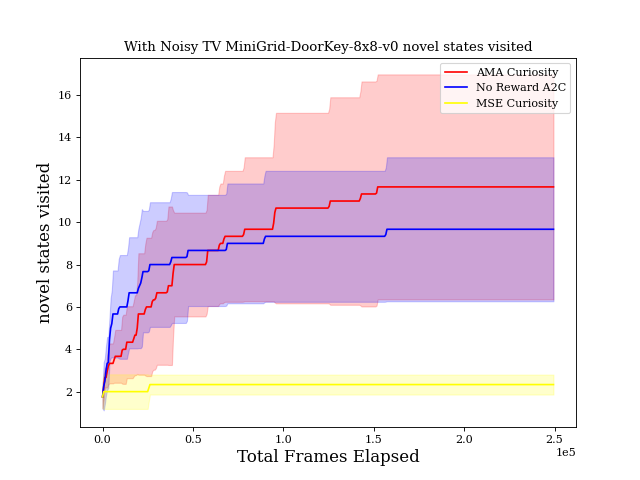 With Noisy TV MiniGrid-DoorKey-8x8-v0 novel states visited
AMA Curiosity
No Reward A2C
MSE Curiosity
novel states visited
16
14
12
10
8
6
4
2
0.0 0.5 1.0 1.5 2.0 2.5
1e5
Total Frames Elapsed